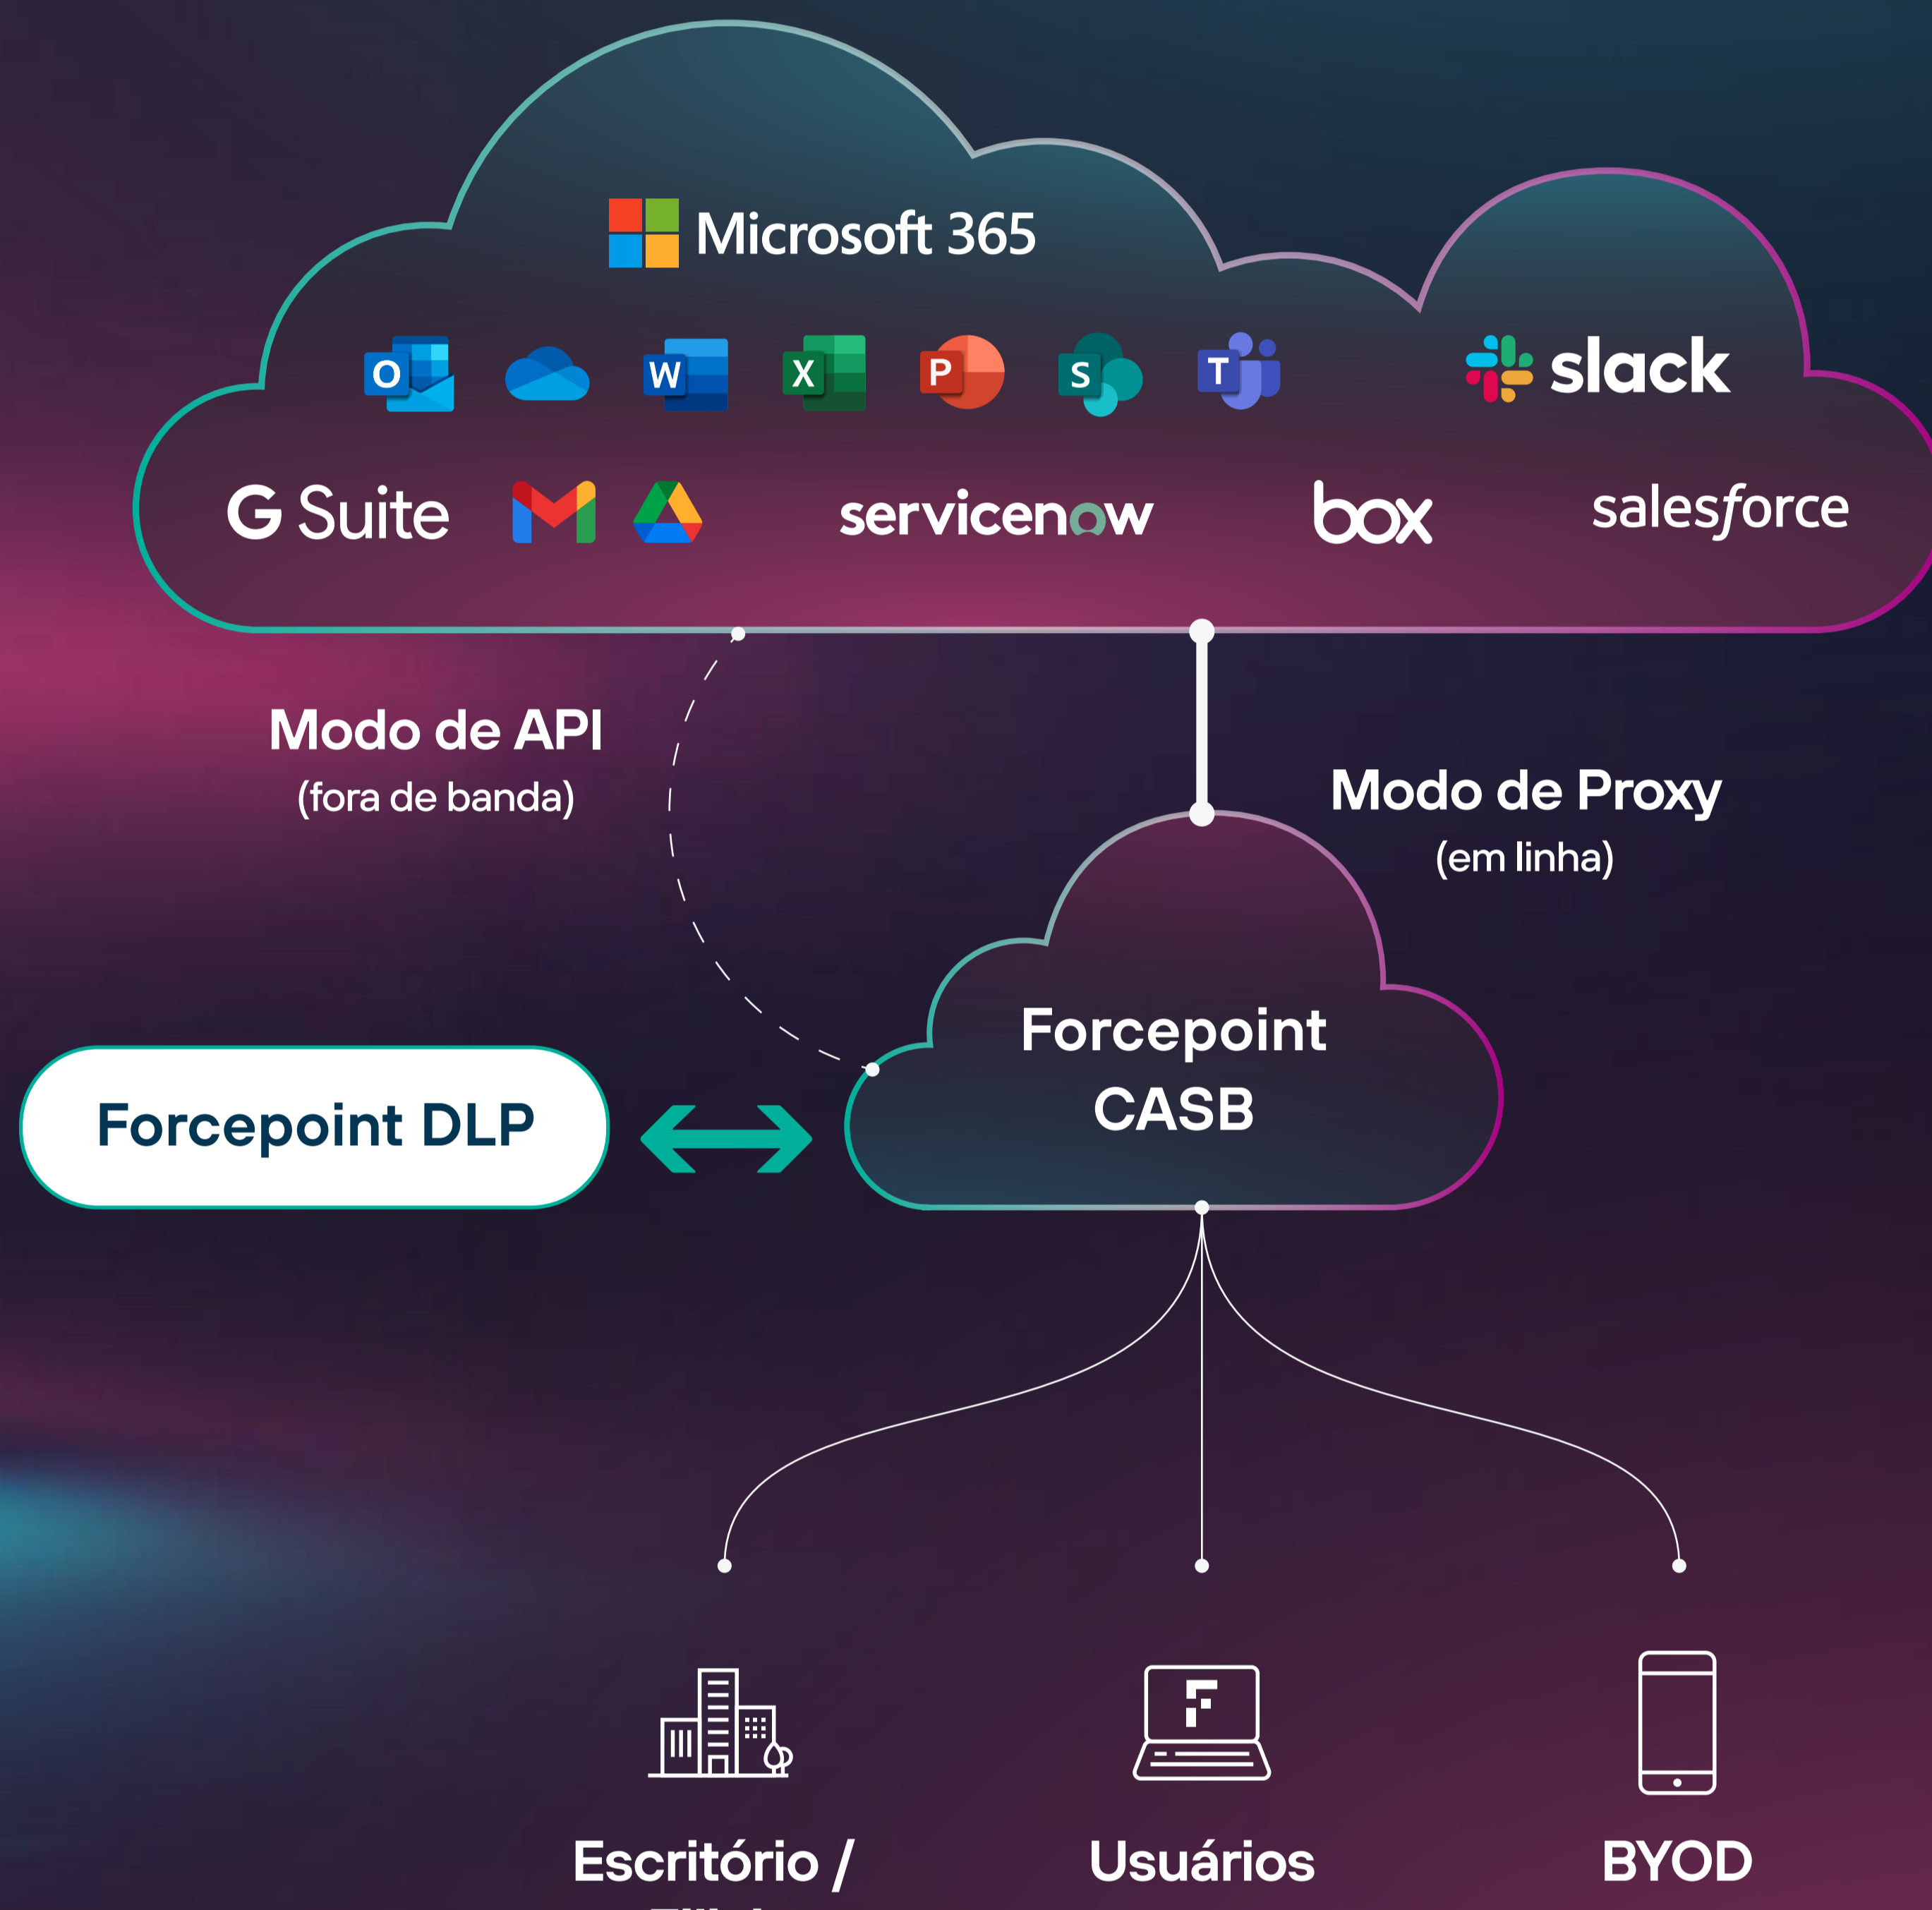 Microsoft 365
O W X P S T
slack
G Suite
servicenow
box
salesforce
Modo de API
(fora de banda)
Modo de Proxy
(em linha)
Forcepoint
CASB
Forcepoint DLP
Escritório /
Usuários
BYOD